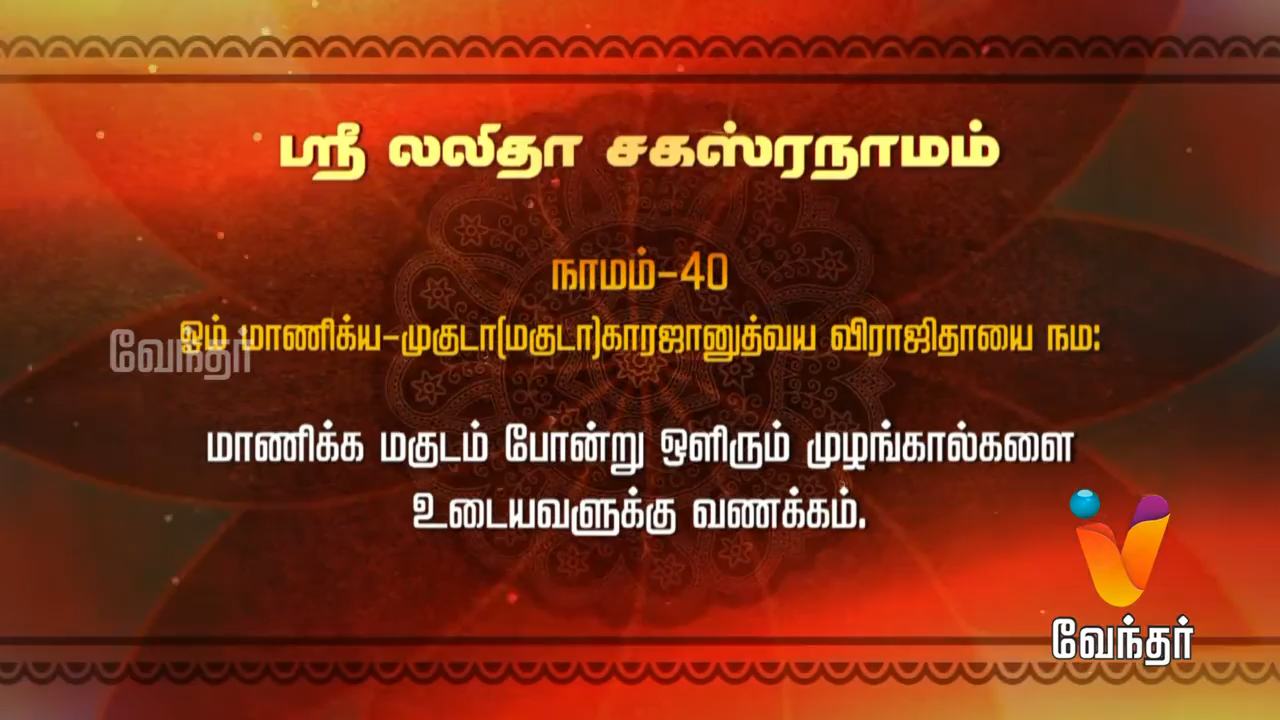 ஸ்ரீ லலிதா சகஸ்ரநாமம்
நாமம்-40
ஓம் மாணிக்ய-முகுடா(மகுடா)காரஜானுத்வய விராஜிதாயை நம:
வேந்தர்
மாணிக்க மகுடம் போன்று ஒளிரும் முழங்கால்களை
உடையவளுக்கு வணக்கம்.
வேந்தர்